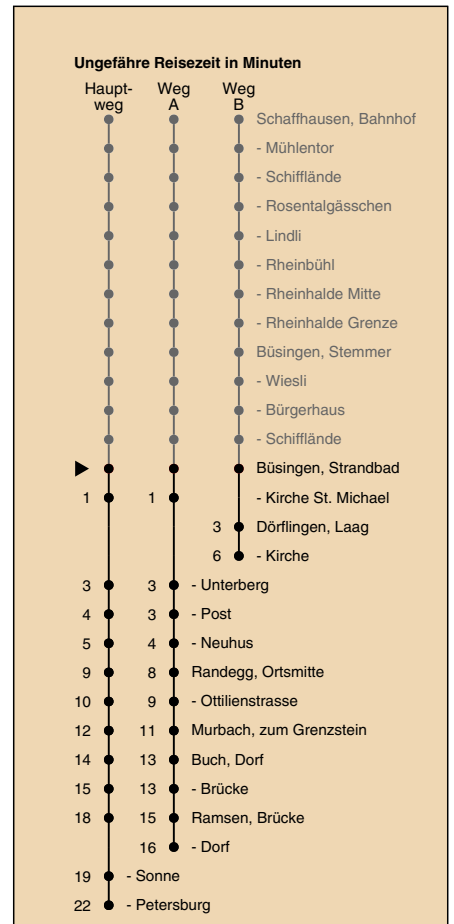 Ungefähre Reisezeit in Minuten
Haupt- Weg Weg
weg A B
Schaffhausen, Bahnhof
- Mühlentor
- Schifflände
- Rosentalgässchen
- Lindli
- Rheinbühl
- Rheinhalde Mitte
- Rheinhalde Grenze
Büsingen, Stemmer
- Wiesli
- Bürgerhaus
- Schifflände
Büsingen, Strandbad
1 1 - Kirche St. Michael
3 Dörflingen, Laag
6 - Kirche
3 3 - Unterberg
4 3 - Post
5 4 - Neuhus
9 8 Randegg, Ortsmitte
10 9 - Ottilienstrasse
12 11 Murbach, zum Grenzstein
14 13 Buch, Dorf
15 13 - Brücke
18 15 Ramsen, Brücke
16 - Dorf
19 - Sonne
22 - Petersburg